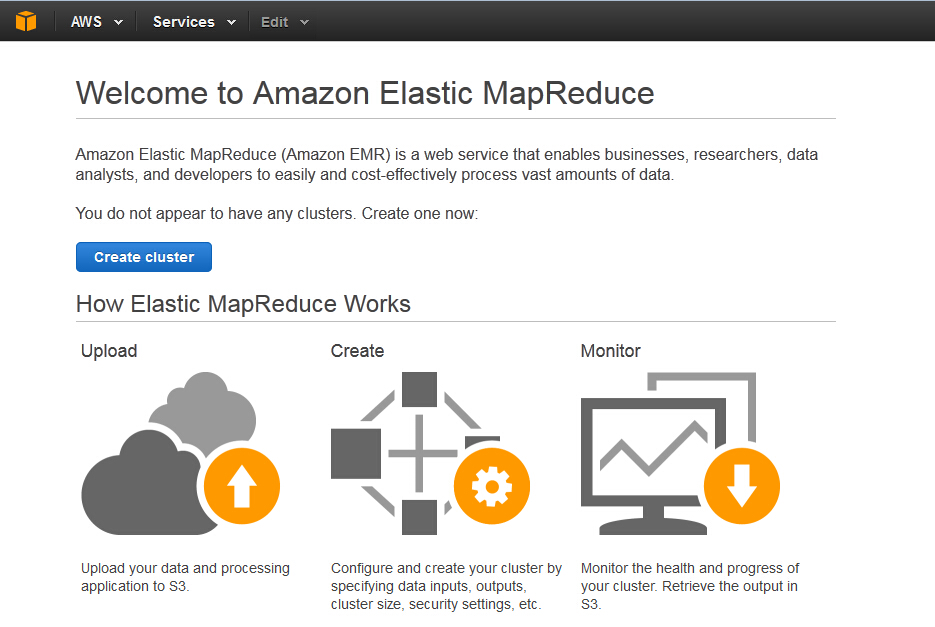 AWS Services Edit
Welcome to Amazon Elastic MapReduce
Amazon Elastic MapReduce (Amazon EMR) is a web service that enables businesses, researchers, data
analysts, and developers to easily and cost-effectively process vast amounts of data.
You do not appear to have any clusters. Create one now:
Create cluster
How Elastic MapReduce Works
Upload
Upload your data and processing
application to S3.
Create
Configure and create your cluster by
specifying data inputs, outputs,
cluster size, security settings, etc.
Monitor
Monitor the health and progress of
your cluster. Retrieve the output in
S3.